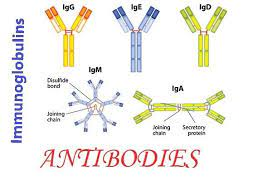 Immunoglobulins
IgG
IgE
IgD
IgM
Disulfide
bond
Joining
chain
IgA
Joining
chain
Secretory
protein
ANTIBODIES